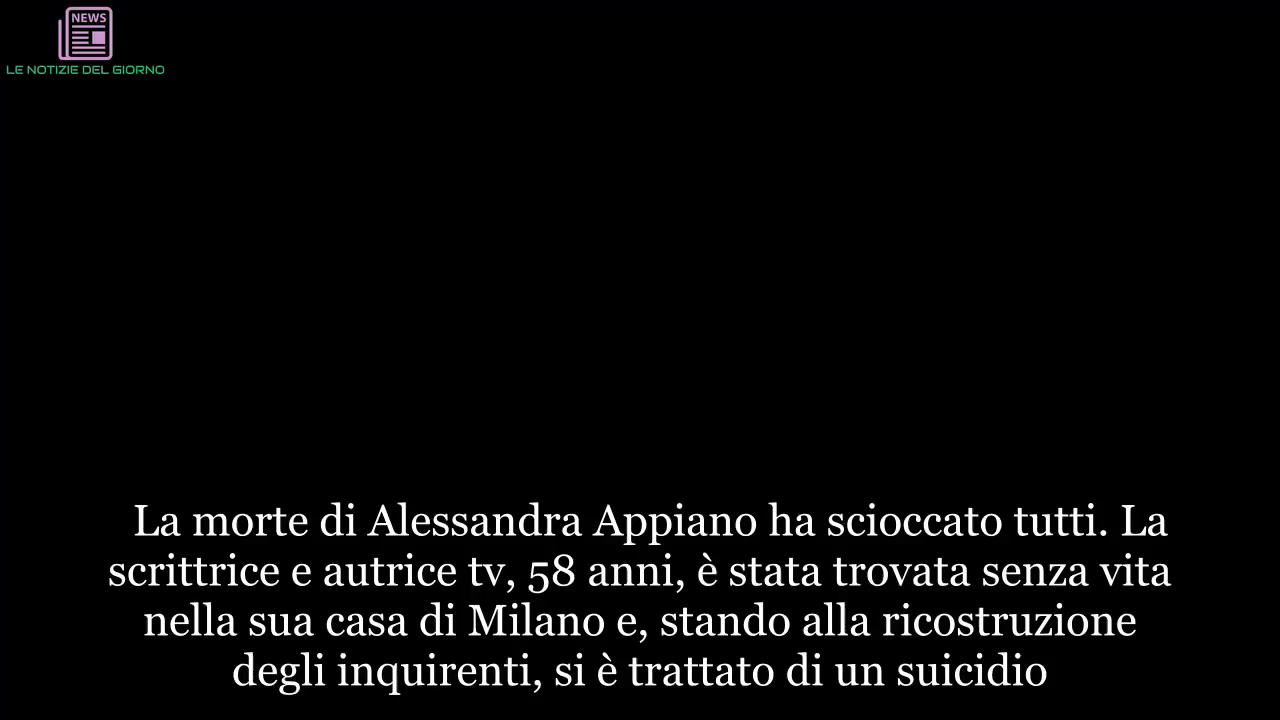 NEWS
LE NOTIZIE DEL GIORNO
La morte di Alessandra Appiano ha scioccato tutti. La
scrittrice e autrice tv, 58 anni, è stata trovata senza vita
nella sua casa di Milano e, stando alla ricostruzione
degli inquirenti, si è trattato di un suicidio